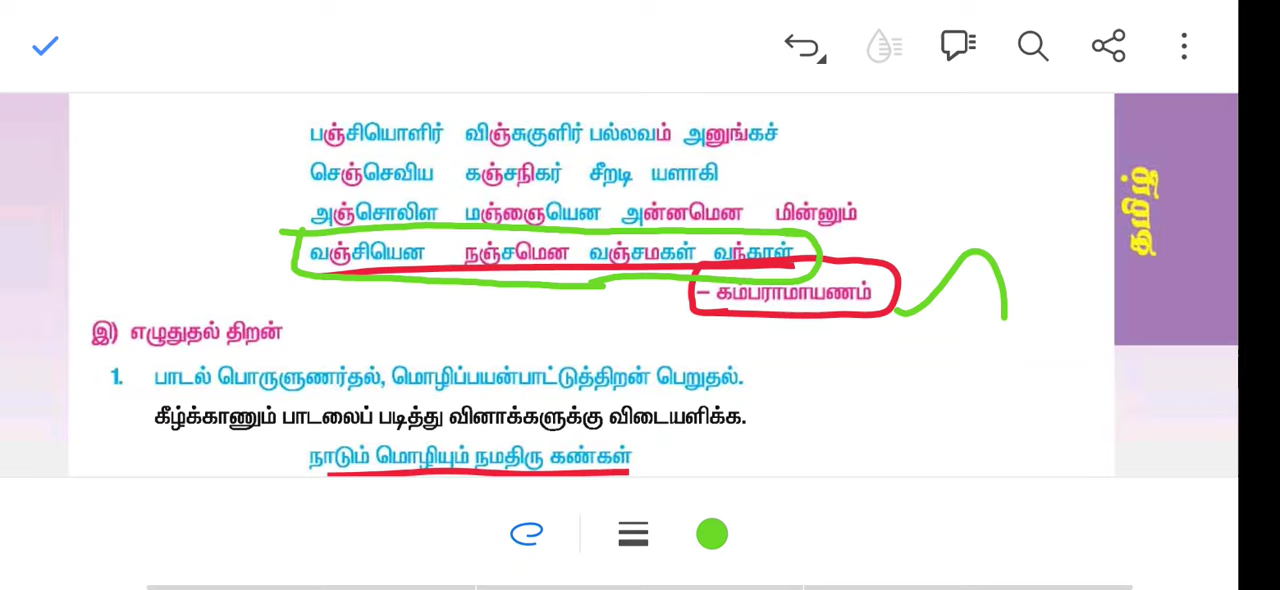 பஞ்சியொளிர் விஞ்சுகுளிர் பல்லவம் அனுங்கச்
செஞ்செவிய கஞ்சநிகர் சீறடி யளாகி
அஞ்சொலிள மஞ்ஞையென அன்னமென மின்னும்
வஞ்சியென நஞ்சமென வஞ்சமகள் வந்தாள்
– கம்பராமாயணம்
இ) எழுதுதல் திறன்
1. பாடல் பொருளுணர்தல், மொழிப்பயன்பாட்டுத்திறன் பெறுதல்.
கீழ்க்காணும் பாடலைப் படித்து வினாக்களுக்கு விடையளிக்க.
நாடும் மொழியும் நமதிரு கண்கள்
தமிழ்